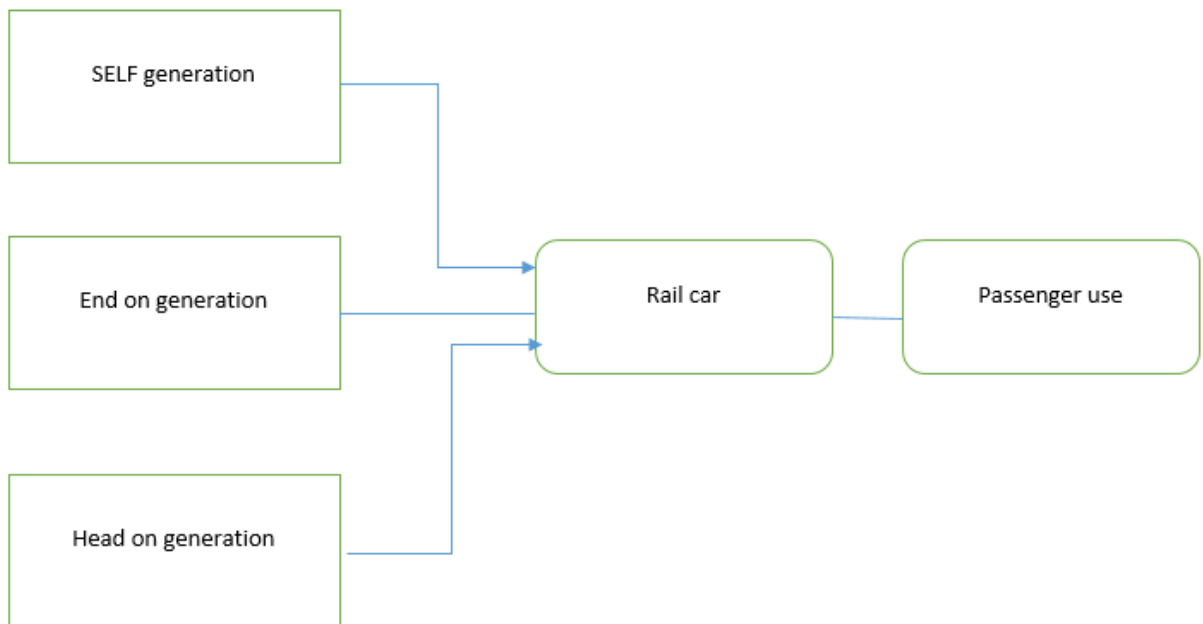 SELF generation
End on generation
Rail car
Passenger use
Head on generation